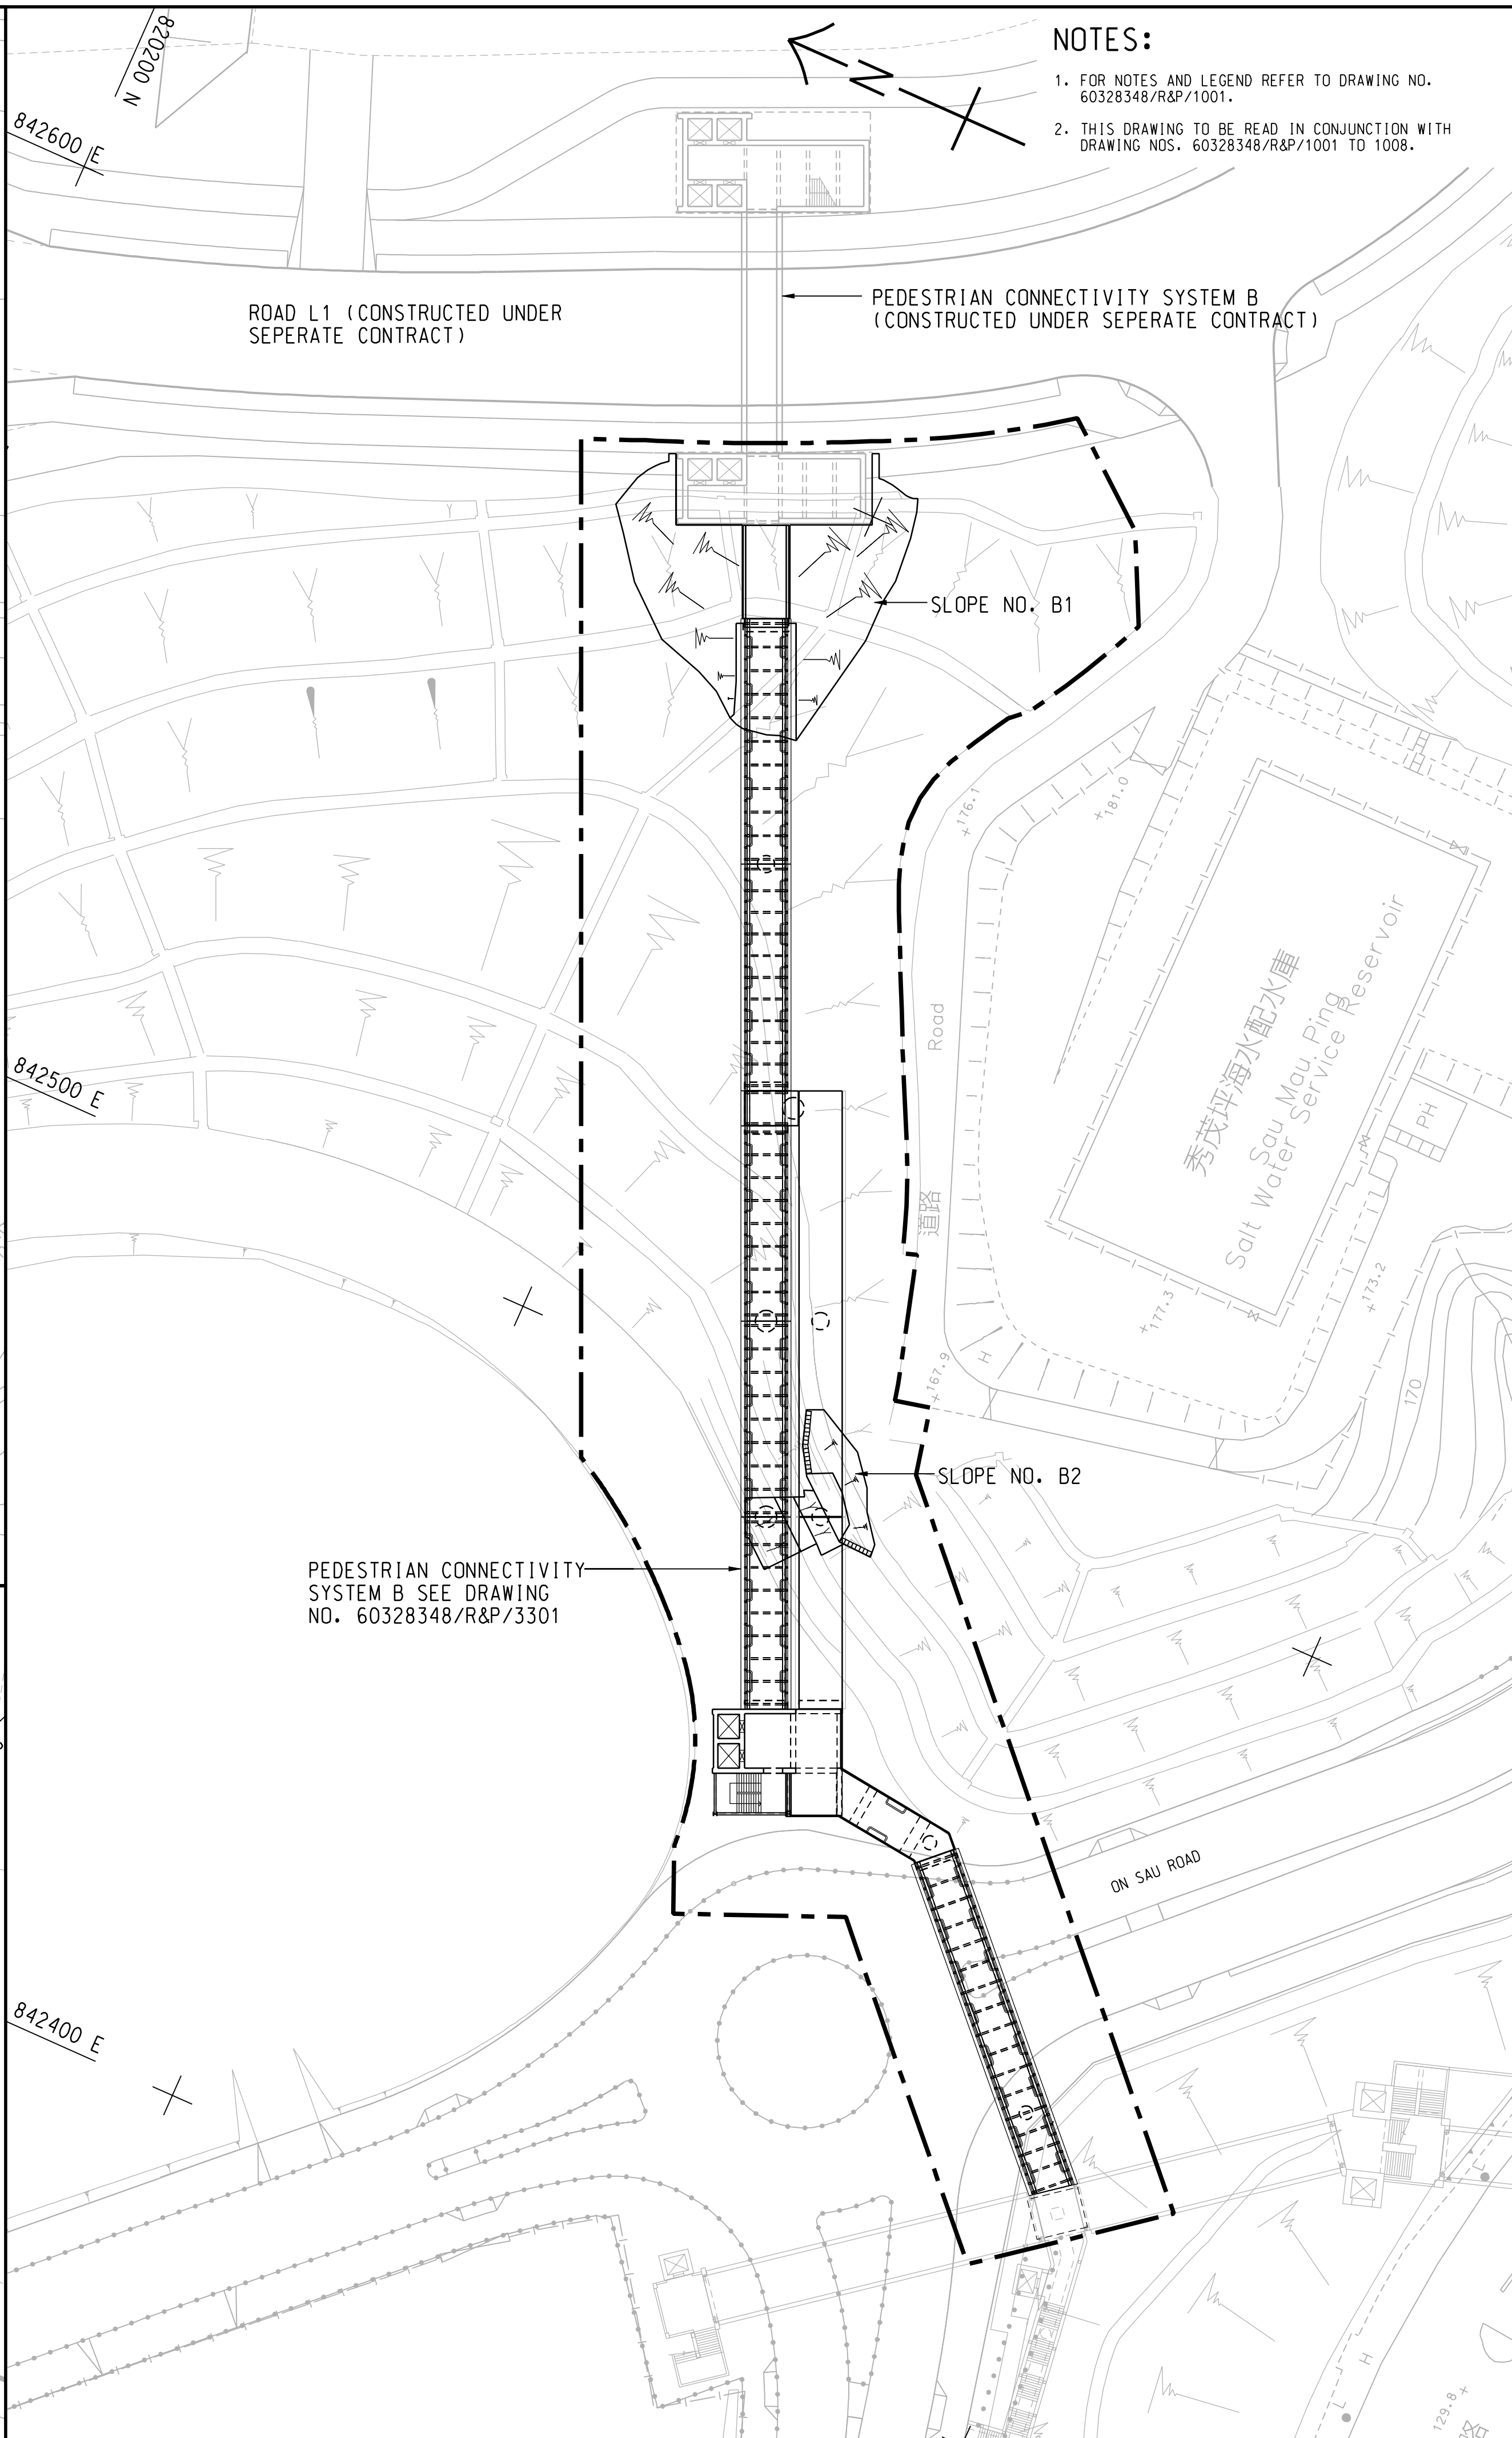 820200 N
842600 E
NOTES:
1. FOR NOTES AND LEGEND REFER TO DRAWING NO.
60328348/R&P/1001.
2. THIS DRAWING TO BE READ IN CONJUNCTION WITH
DRAWING NOS. 60328348/R&P/1001 TO 1008.
ROAD L1 (CONSTRUCTED UNDER
SEPERATE CONTRACT)
PEDESTRIAN CONNECTIVITY SYSTEM B
(CONSTRUCTED UNDER SEPERATE CONTRACT)
SLOPE NO. B1
+176.1
+181.0
Road
道路
秀茂坪海水配水庫
Sau Mau Ping
Salt Water Service Reservoir
PH
842500 E
+177.3
+173.2
+167.9
H
170
SLOPE NO. B2
PEDESTRIAN CONNECTIVITY
SYSTEM B SEE DRAWING
NO. 60328348/R&P/3301
ON SAU ROAD
842400 E
L
H
L
129.8+